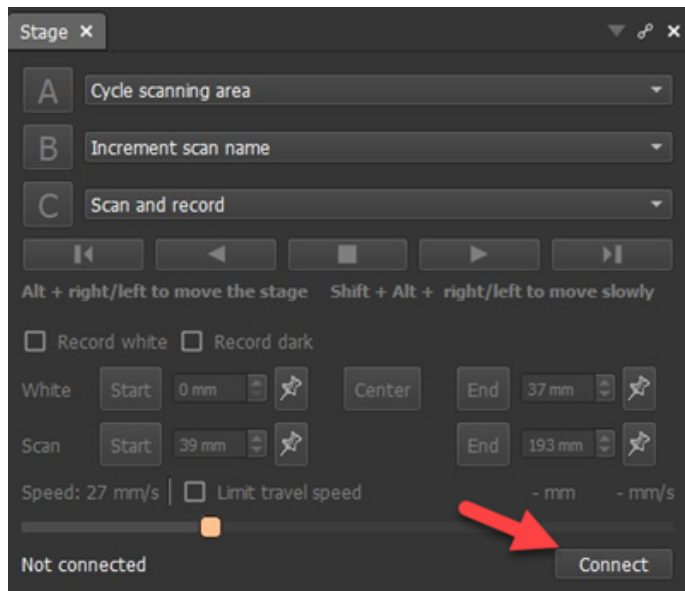 Stage
A Cycle scanning area
B Increment scan name
C Scan and record
Alt + right/left to move the stage Shift + Alt + right/left to move slowly
Record white Record dark
White Start 0 mm Center End 37 mm
Scan Start 39 mm End 193 mm
Speed: 27 mm/s Limit travel speed - mm - mm/s
Not connected Connect